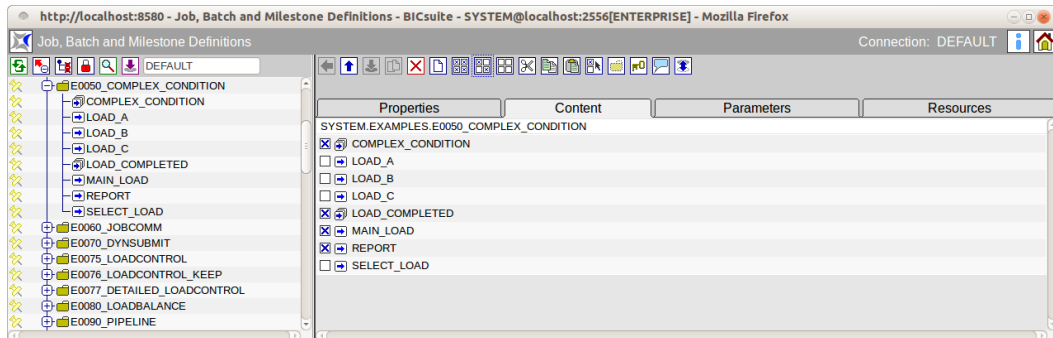 http://localhost:8580 - Job, Batch and Milestone Definitions - BICsuite - SYSTEM@localhost:2556[ENTERPRISE] - Mozilla Firefox
Job, Batch and Milestone Definitions
Connection: DEFAULT
DEFAULT
E0050_COMPLEX_CONDITION
COMPLEX_CONDITION
LOAD_A
LOAD_B
LOAD_C
LOAD_COMPLETED
MAIN_LOAD
REPORT
SELECT_LOAD
E0060_JOBCOMM
E0070_DYNSUBMIT
E0075_LOADCONTROL
E0076_LOADCONTROL_KEEP
E0077_DETAILED_LOADCONTROL
E0080_LOADBALANCE
E0090_PIPELINE
Properties Content Parameters Resources
SYSTEM.EXAMPLES.E0050_COMPLEX_CONDITION
COMPLEX_CONDITION
LOAD_A
LOAD_B
LOAD_C
LOAD_COMPLETED
MAIN_LOAD
REPORT
SELECT_LOAD